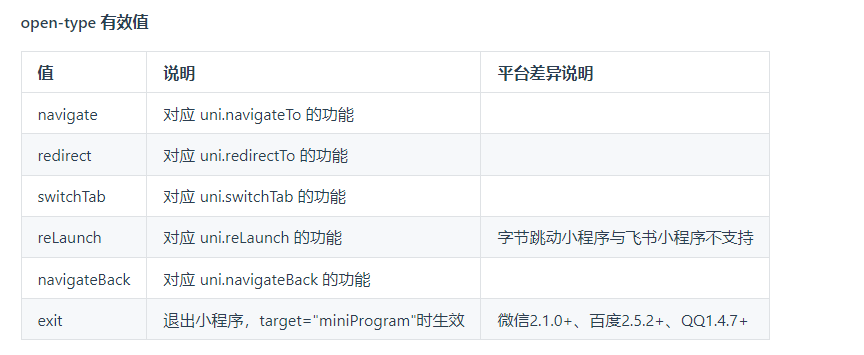 open-type 有效值
值 说明 平台差异说明
navigate 对应 uni.navigateTo 的功能
redirect 对应 uni.redirectTo 的功能
switchTab 对应 uni.switchTab 的功能
reLaunch 对应 uni.reLaunch 的功能 字节跳动小程序与飞书小程序不支持
navigateBack 对应 uni.navigateBack 的功能
exit 退出小程序，target="miniProgram"时生效 微信2.1.0+、百度2.5.2+、QQ1.4.7+